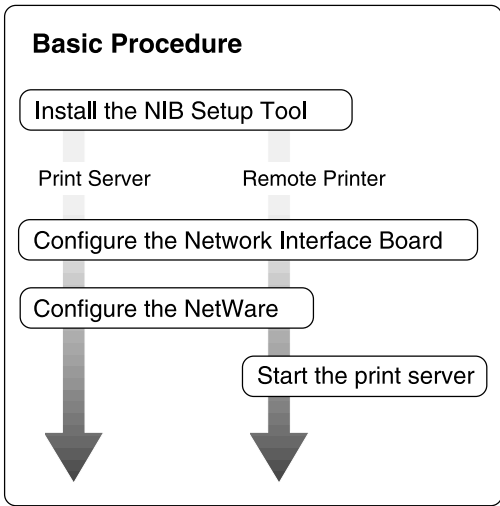 Basic Procedure
Install the NIB Setup Tool
Print Server
Remote Printer
Configure the Network Interface Board
Configure the NetWare
Start the print server